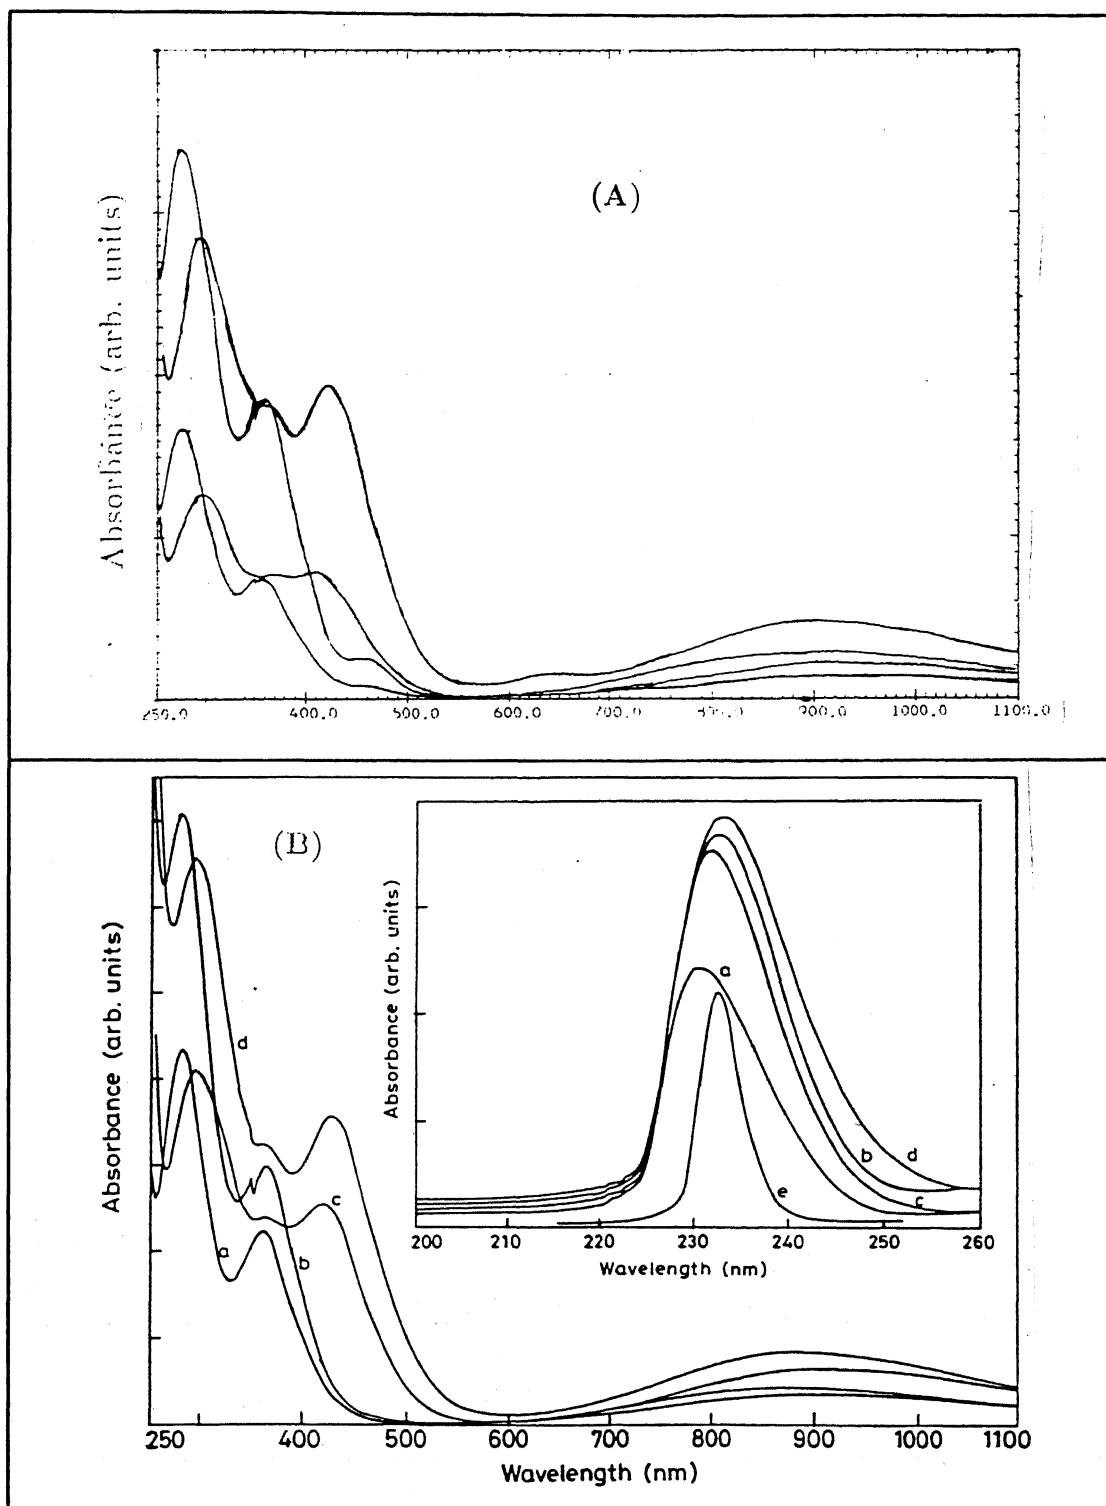 (A)
Absorbance (arb. units)
250.0 400.0 500.0 600.0 700.0 900.0 1000.0 1100.0
(B)
Absorbance (arb. units)
d
c
b
a
250 400 500 600 700 800 900 1000 1100
Wavelength (nm)
Absorbance (arb. units)
a
b
d
c
e
200 210 220 230 240 250 260
Wavelength (nm)